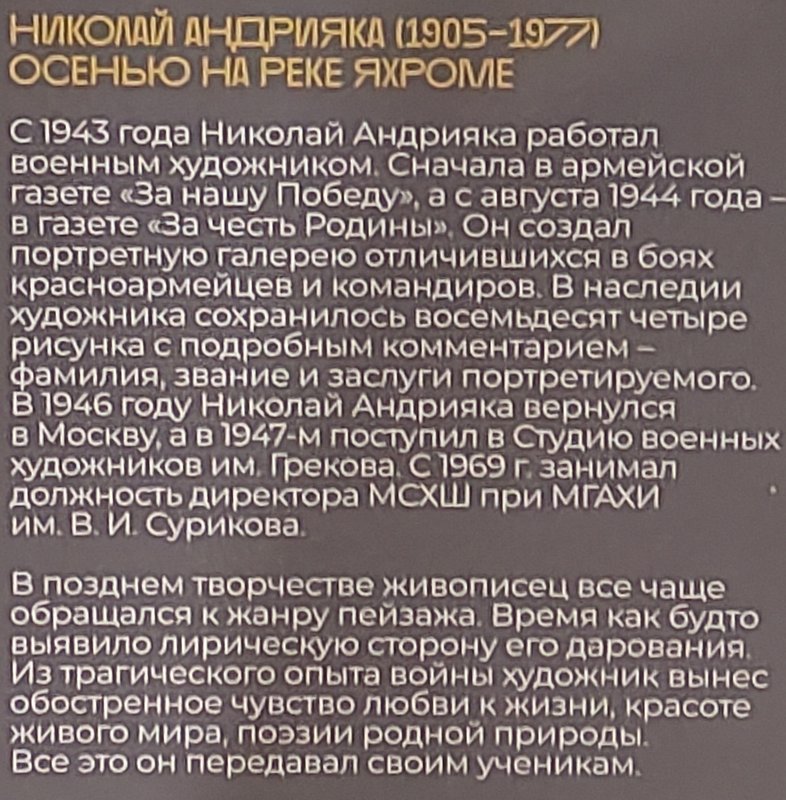 НИКОЛАЙ АНДРИЯКА (1905–1977)
ОСЕНЬЮ НА РЕКЕ ЯХРОМЕ
С 1943 года Николай Андрияка работал
военным художником. Сначала в армейской
газете «За нашу Победу», а с августа 1944 года –
в газете «За честь Родины». Он создал
портретную галерею отличившихся в боях
красноармейцев и командиров. В наследии
художника сохранилось восемьдесят четыре
рисунка с подробным комментарием –
фамилия, звание и заслуги портретируемого.
В 1946 году Николай Андрияка вернулся
в Москву, а в 1947-м поступил в Студию военных
художников им. Грекова. С 1969 г. занимал
должность директора МСХШ при МГАХИ
им. В. И. Сурикова.
В позднем творчестве живописец все чаще
обращался к жанру пейзажа. Время как будто
выявило лирическую сторону его дарования.
Из трагического опыта войны художник вынес
обостренное чувство любви к жизни, красоте
живого мира, поэзии родной природы.
Все это он передавал своим ученикам.